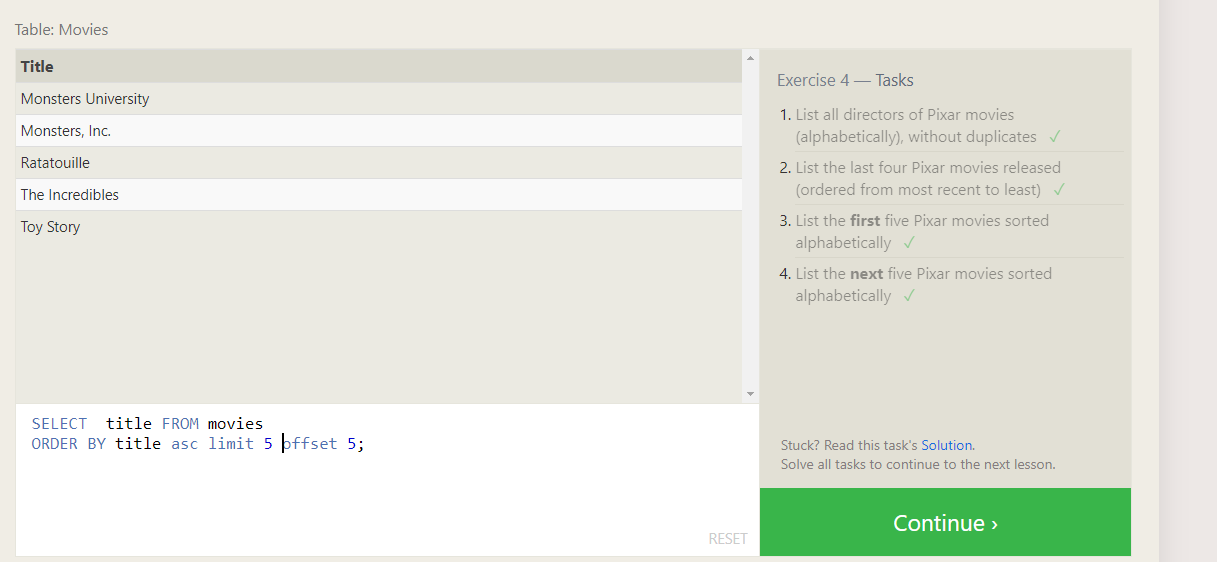 Table: Movies
Title
Monsters University
Monsters, Inc.
Ratatouille
The Incredibles
Toy Story
SELECT  title FROM movies
ORDER BY title asc limit 5 offset 5;
RESET
Exercise 4 — Tasks
1. List all directors of Pixar movies
(alphabetically), without duplicates ✓
2. List the last four Pixar movies released
(ordered from most recent to least) ✓
3. List the first five Pixar movies sorted
alphabetically ✓
4. List the next five Pixar movies sorted
alphabetically ✓
Stuck? Read this task's Solution.
Solve all tasks to continue to the next lesson.
Continue ›